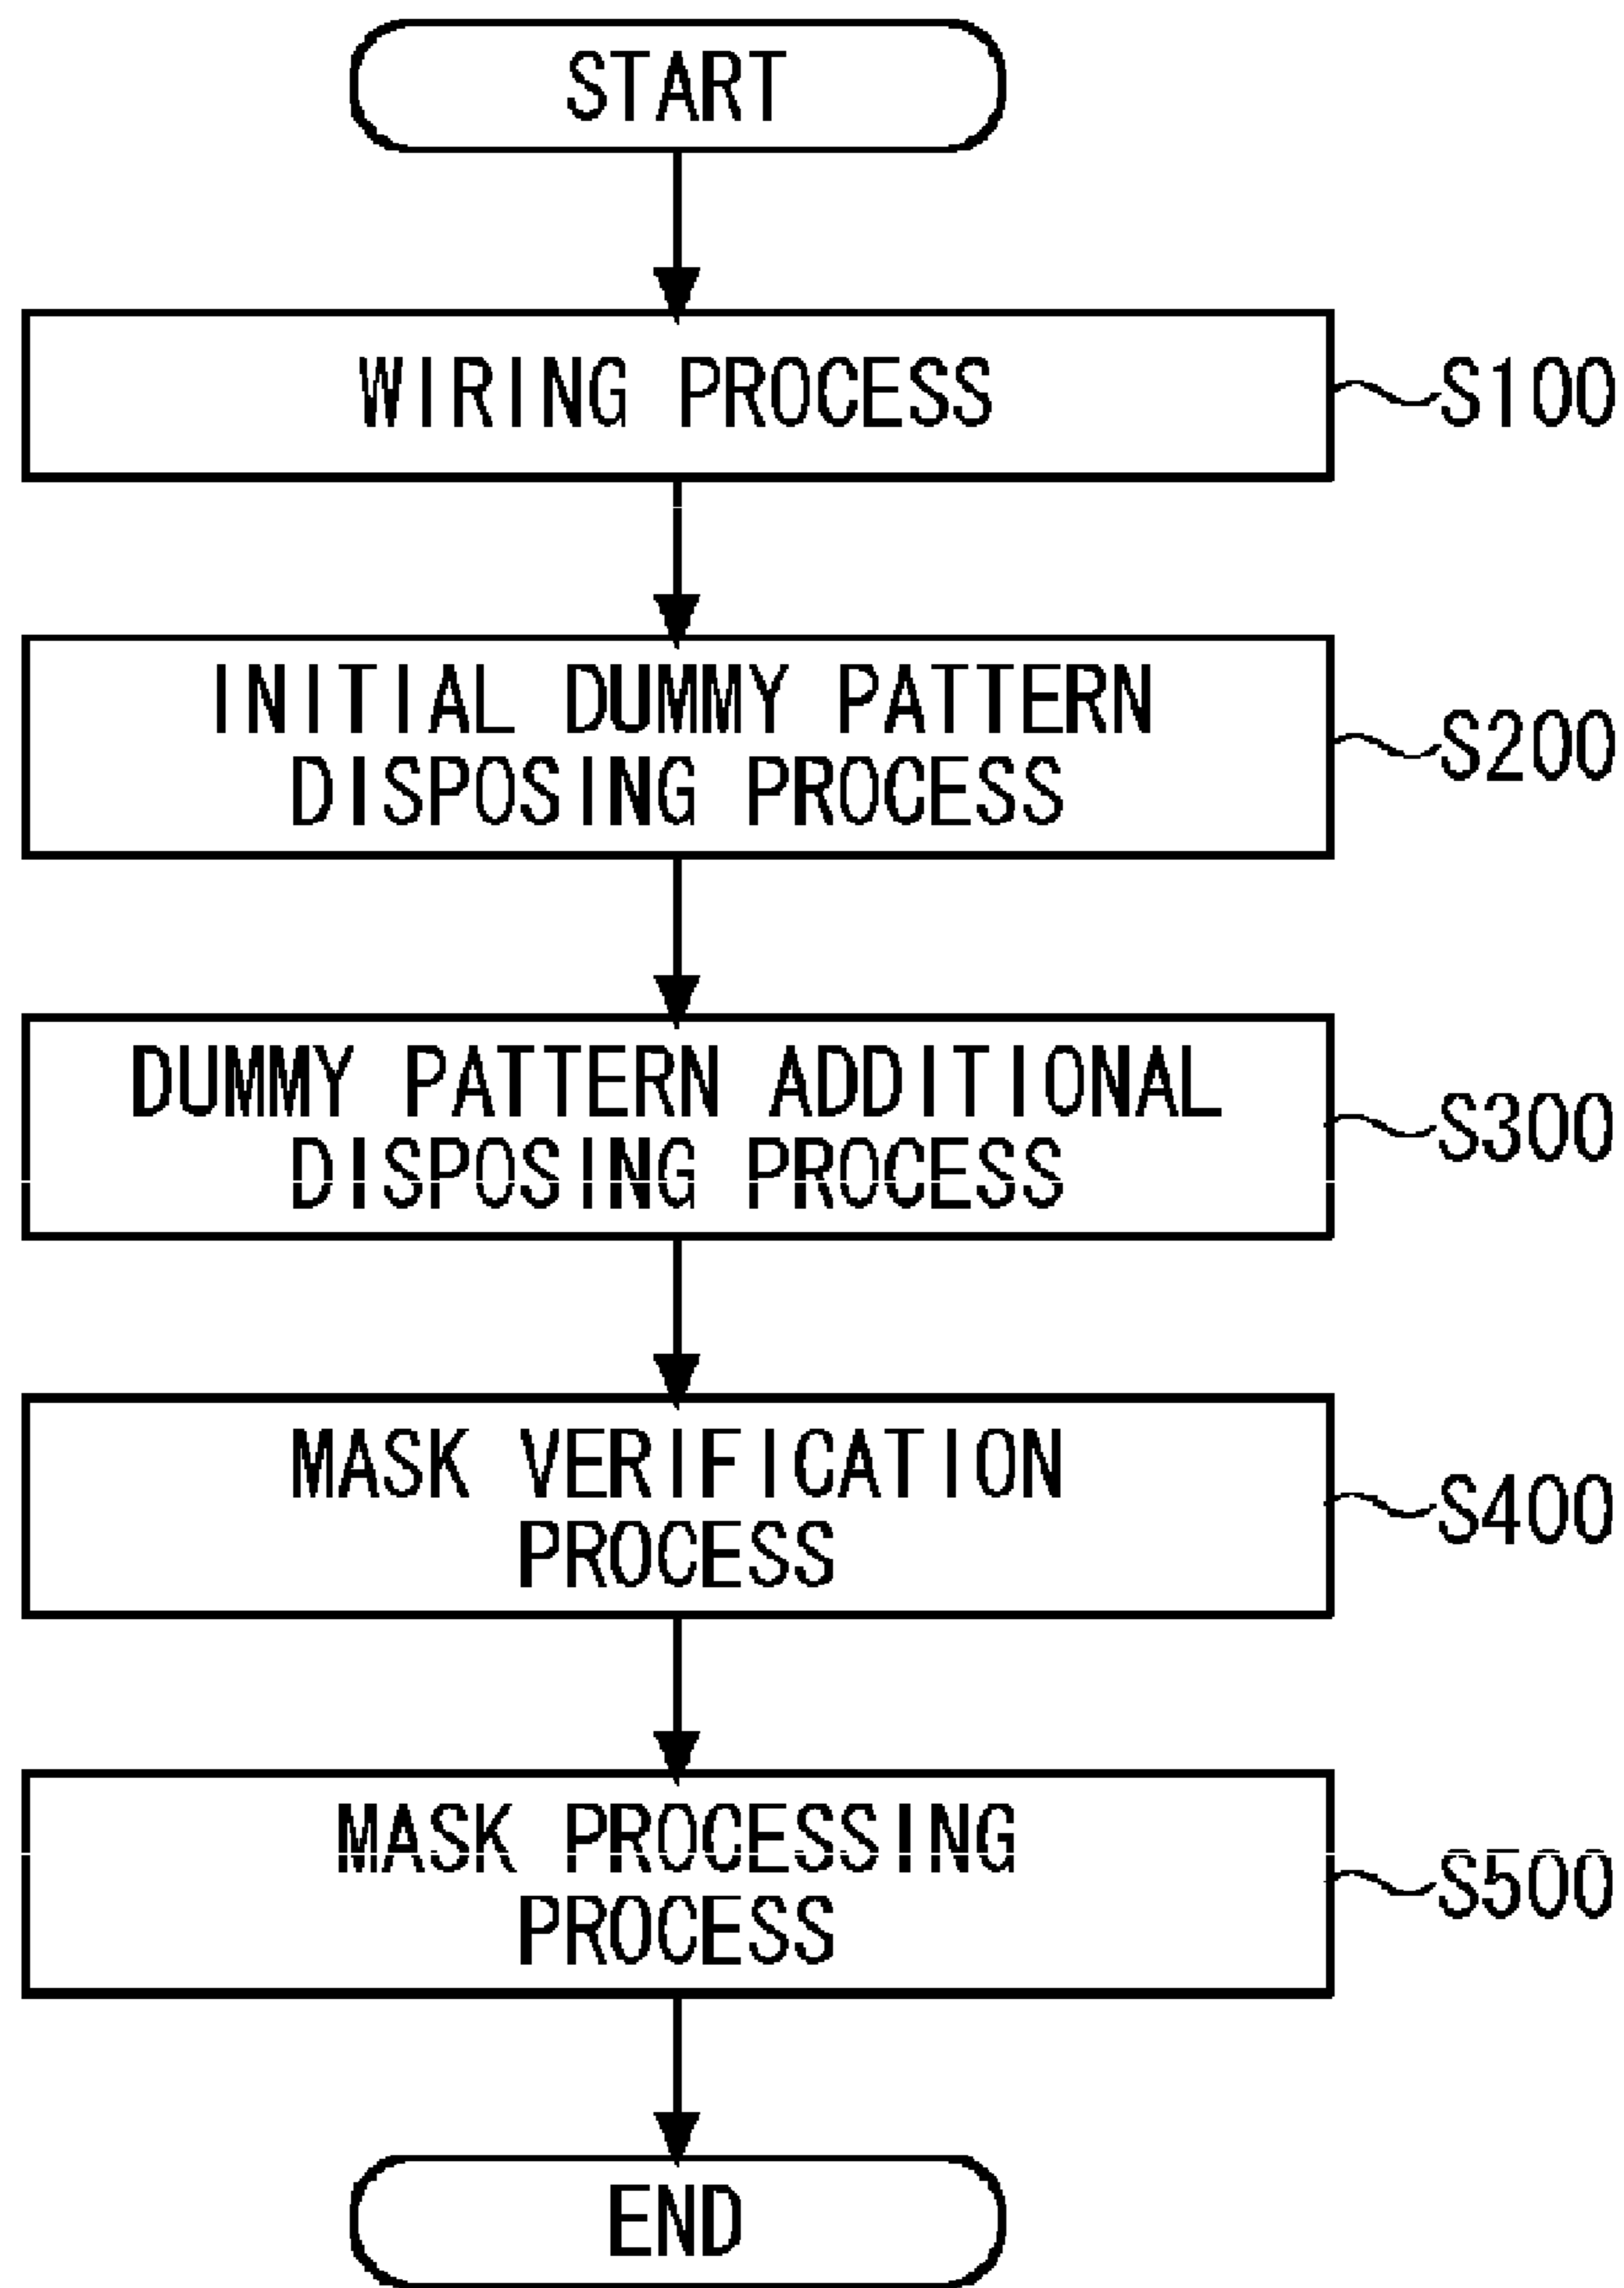 START
WIRING PROCESS
S100
INITIAL DUMMY PATTERN
DISPOSING PROCESS
S200
DUMMY PATTERN ADDITIONAL
DISPOSING PROCESS
S300
MASK VERIFICATION
PROCESS
S400
MASK PROCESSING
PROCESS
S500
END